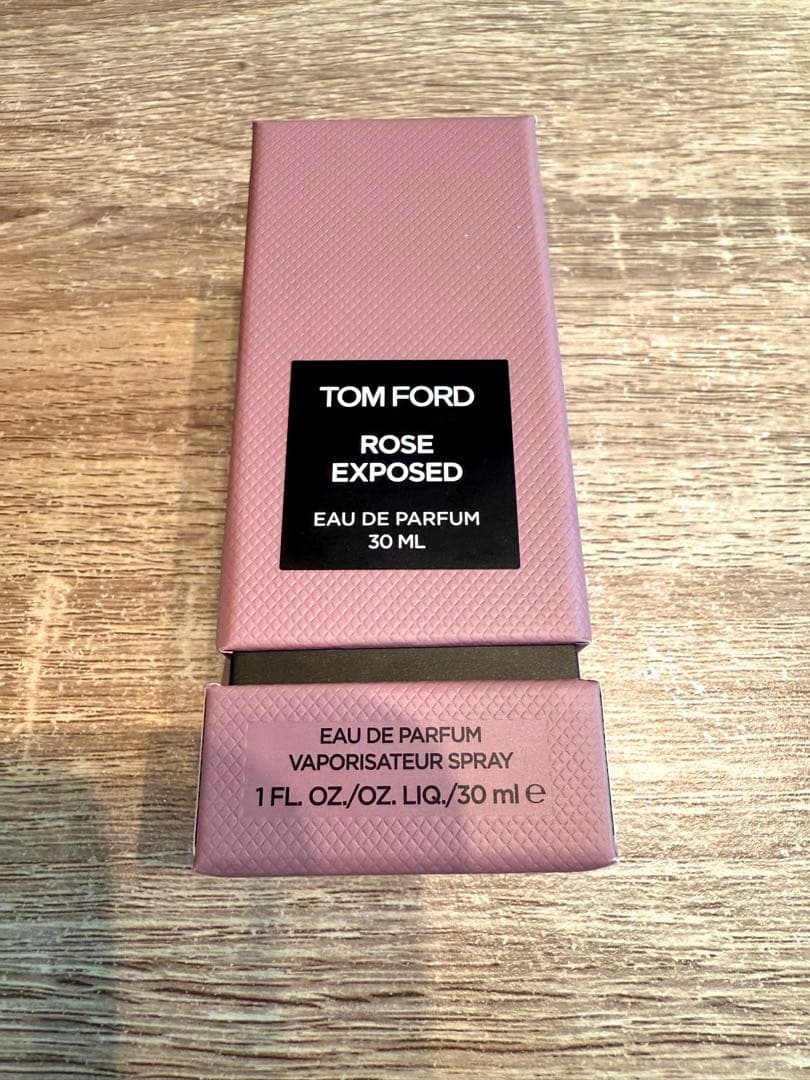 TOM FORD
ROSE
EXPOSED
EAU DE PARFUM
30 ML
EAU DE PARFUM
VAPORISATEUR SPRAY
1 FL. OZ./OZ. LIQ./30 ml ℮